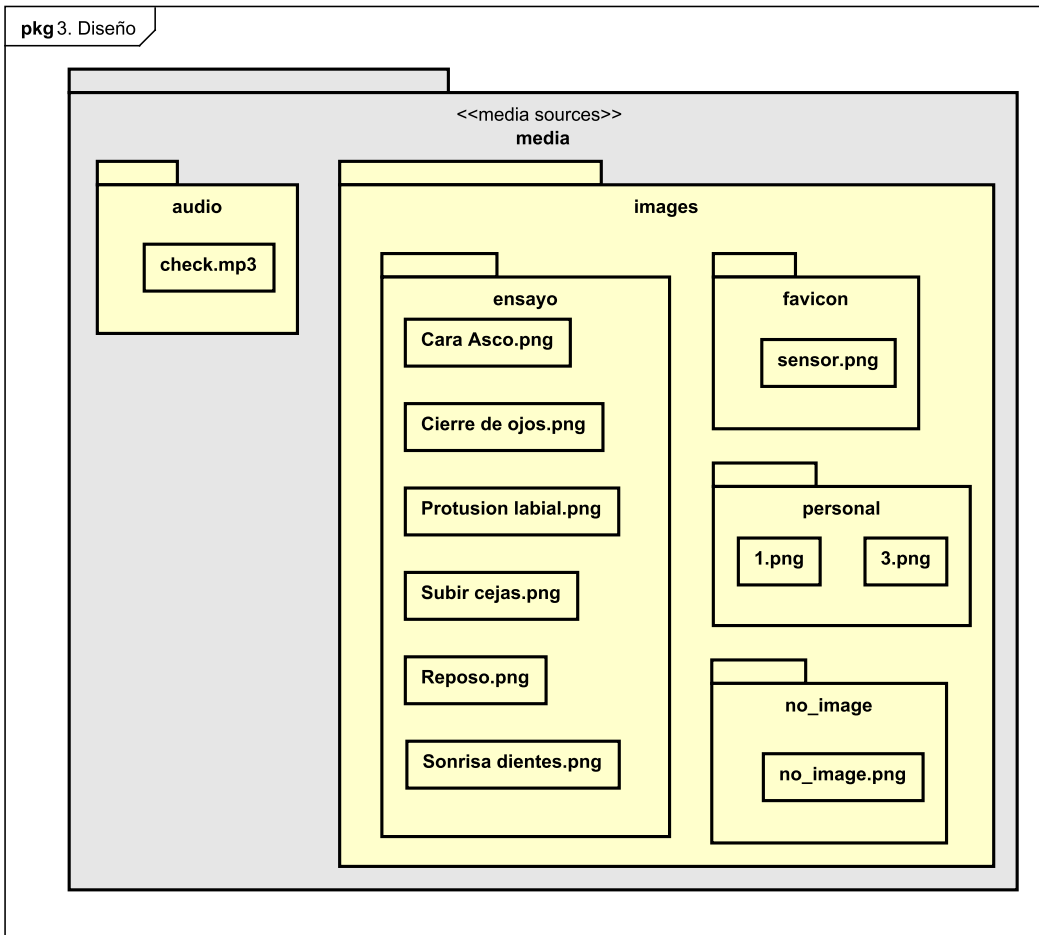 pkg 3. Diseño
<<media sources>>
media
audio
check.mp3
images
ensayo
Cara Asco.png
Cierre de ojos.png
Protusion labial.png
Subir cejas.png
Reposo.png
Sonrisa dientes.png
favicon
sensor.png
personal
1.png
3.png
no_image
no_image.png